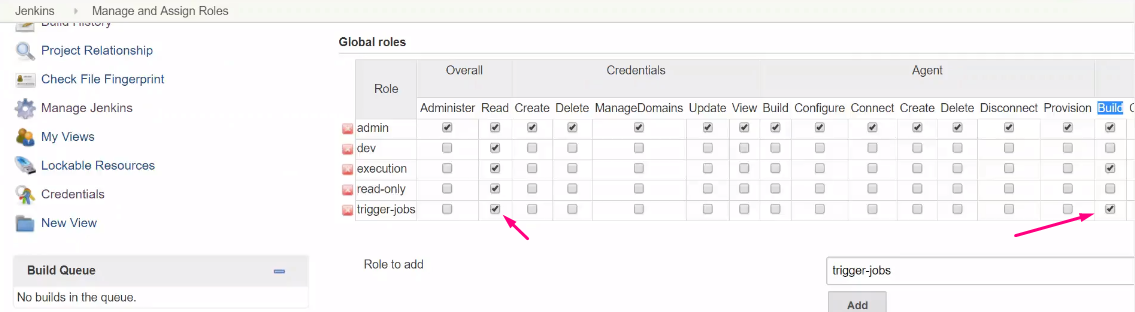 Jenkins Manage and Assign Roles
Build History
Project Relationship
Check File Fingerprint
Manage Jenkins
My Views
Lockable Resources
Credentials
New View
Build Queue
No builds in the queue.
Global roles
Role Overall Credentials Agent
Administer Read Create Delete ManageDomains Update View Build Configure Connect Create Delete Disconnect Provision Build
admin
dev
execution
read-only
trigger-jobs
Role to add
trigger-jobs
Add